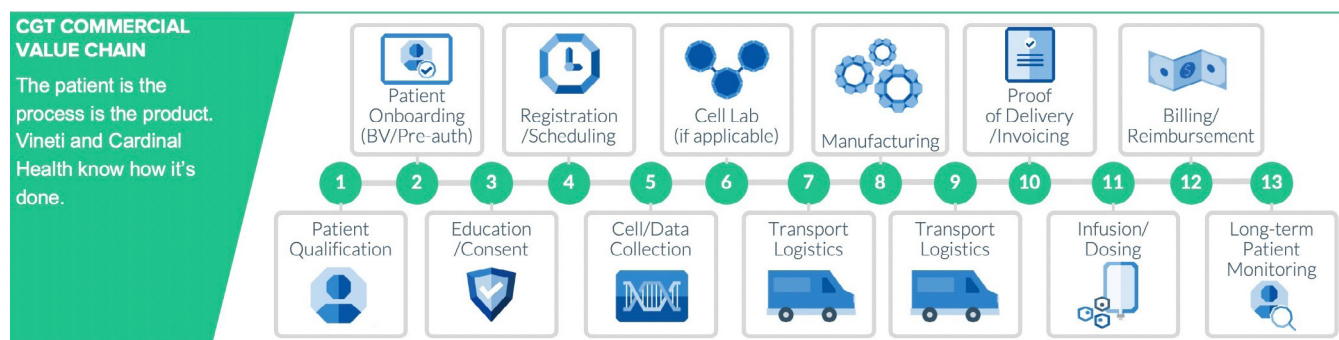 CGT COMMERCIAL
VALUE CHAIN
The patient is the
process is the product.
Vineti and Cardinal
Health know how it's
done.
Patient
Onboarding
(BV/Pre-auth)
Registration
/Scheduling
Cell Lab
(if applicable)
Manufacturing
Proof
of Delivery
/Invoicing
Billing/
Reimbursement
1 2 3 4 5 6 7 8 9 10 11 12 13
Patient
Qualification
Education
/Consent
Cell/Data
Collection
Transport
Logistics
Transport
Logistics
Infusion/
Dosing
Long-term
Patient
Monitoring